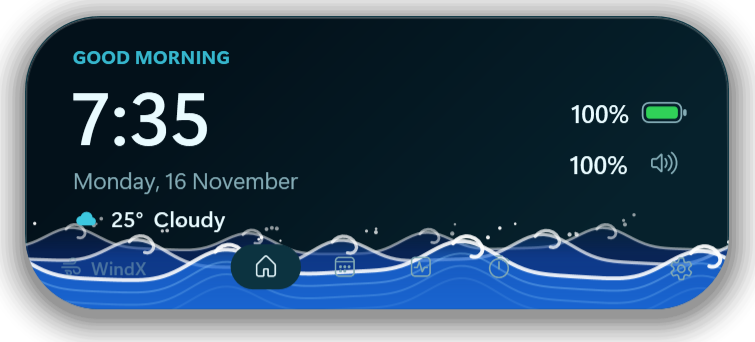 GOOD MORNING
7:35
100%
100%
Monday, 16 November
25° Cloudy
WindX